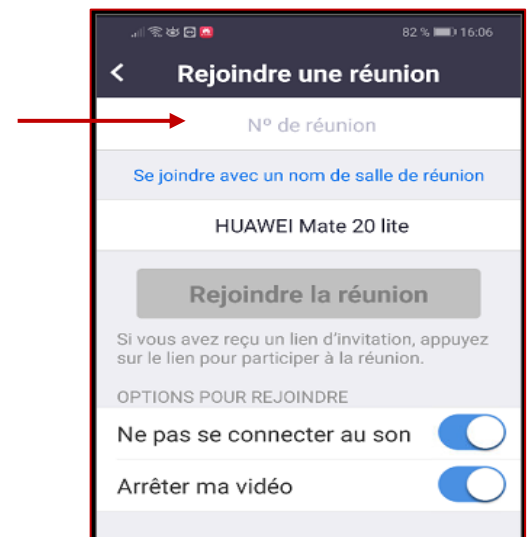 82 % 16:06
Rejoindre une réunion
N° de réunion
Se joindre avec un nom de salle de réunion
HUAWEI Mate 20 lite
Rejoindre la réunion
Si vous avez reçu un lien d'invitation, appuyez
sur le lien pour participer à la réunion.
OPTIONS POUR REJOINDRE
Ne pas se connecter au son
Arrêter ma vidéo